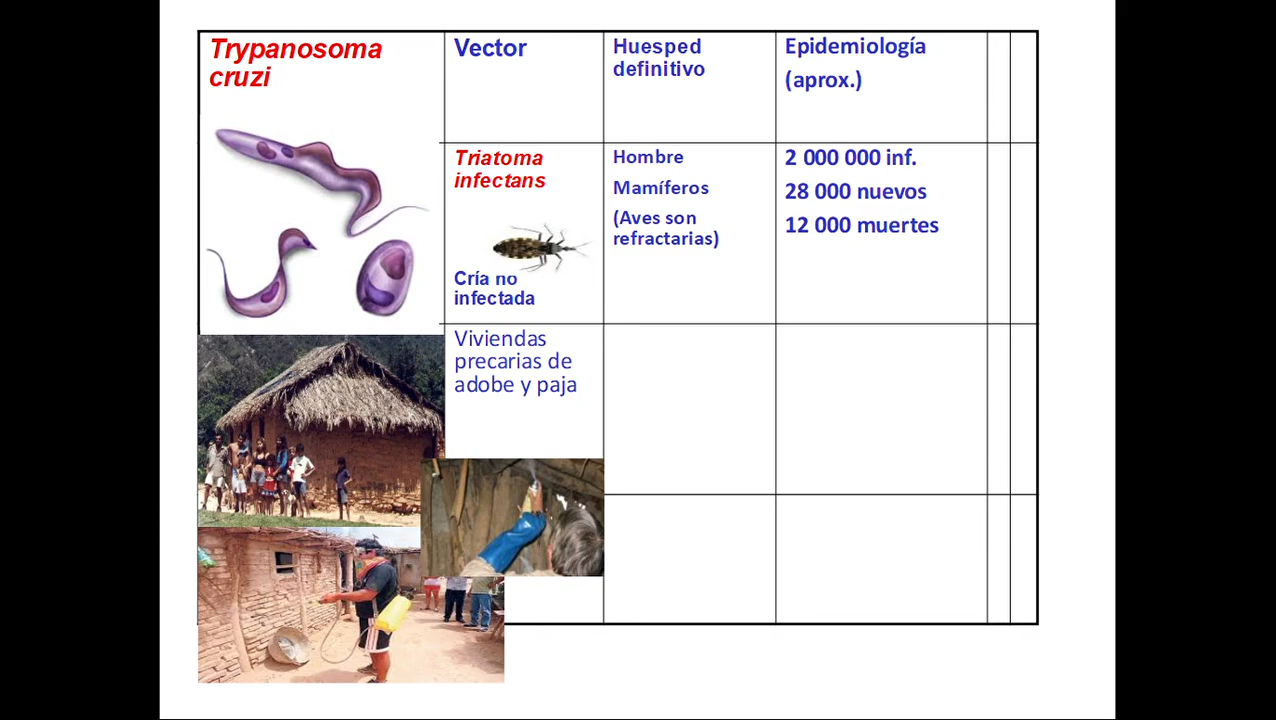 Trypanosoma
cruzi
Vector
Huesped
definitivo
Epidemiología
(aprox.)
Triatoma
infectans
Cría no
infectada
Hombre
Mamíferos
(Aves son
refractarias)
2 000 000 inf.
28 000 nuevos
12 000 muertes
Viviendas
precarias de
adobe y paja